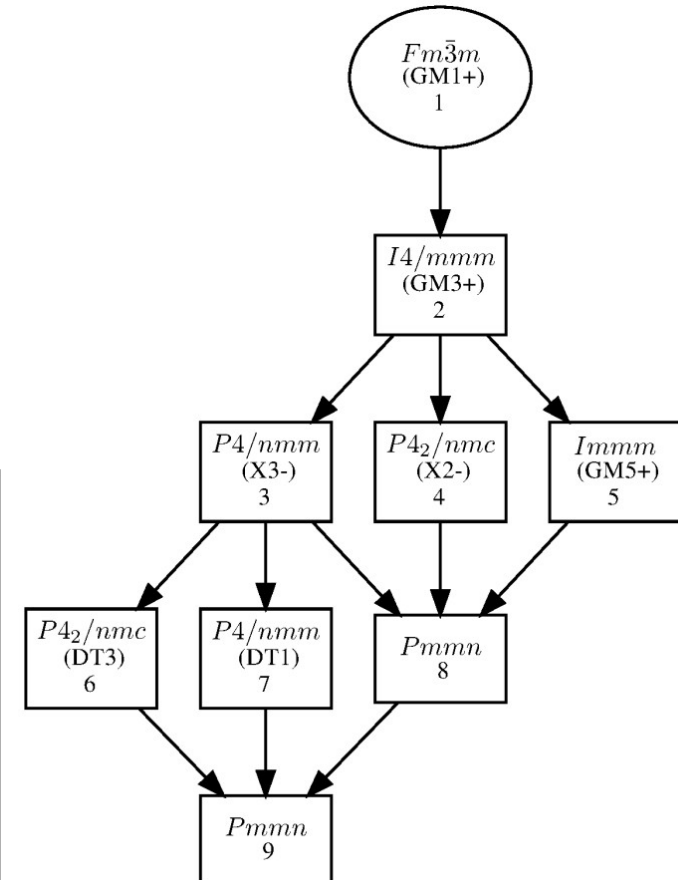 Fm3̄m
(GM1+)
1
I4/mmm
(GM3+)
2
P4/nmm
(X3-)
3
P4₂/nmc
(X2-)
4
Immm
(GM5+)
5
P4₂/nmc
(DT3)
6
P4/nmm
(DT1)
7
Pmmn
8
Pmmn
9